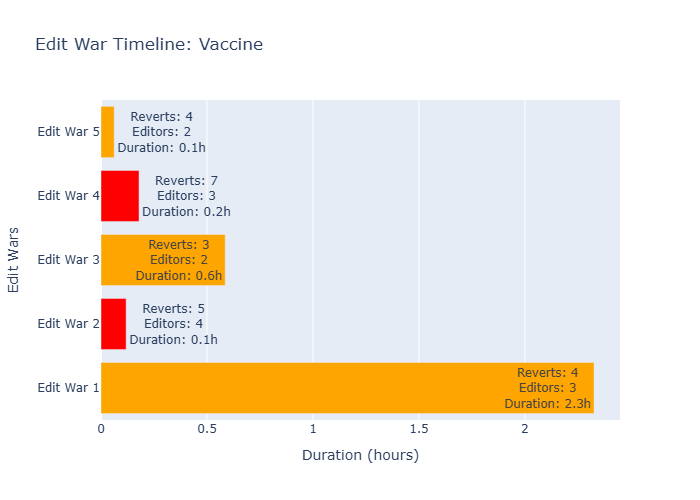 Edit War Timeline: Vaccine
Edit Wars
Edit War 5
Reverts: 4
Editors: 2
Duration: 0.1h
Edit War 4
Reverts: 7
Editors: 3
Duration: 0.2h
Edit War 3
Reverts: 3
Editors: 2
Duration: 0.6h
Edit War 2
Reverts: 5
Editors: 4
Duration: 0.1h
Edit War 1
Reverts: 4
Editors: 3
Duration: 2.3h
0 0.5 1 1.5 2
Duration (hours)